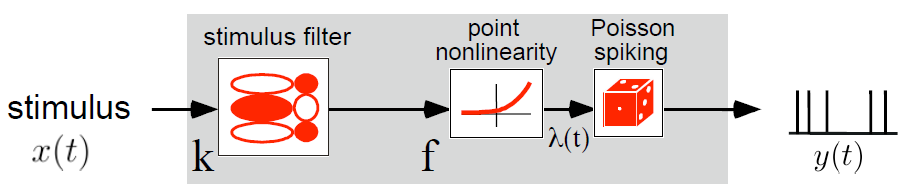 stimulus filter
point
nonlinearity
Poisson
spiking
stimulus
x(t)
k
f
λ(t)
y(t)